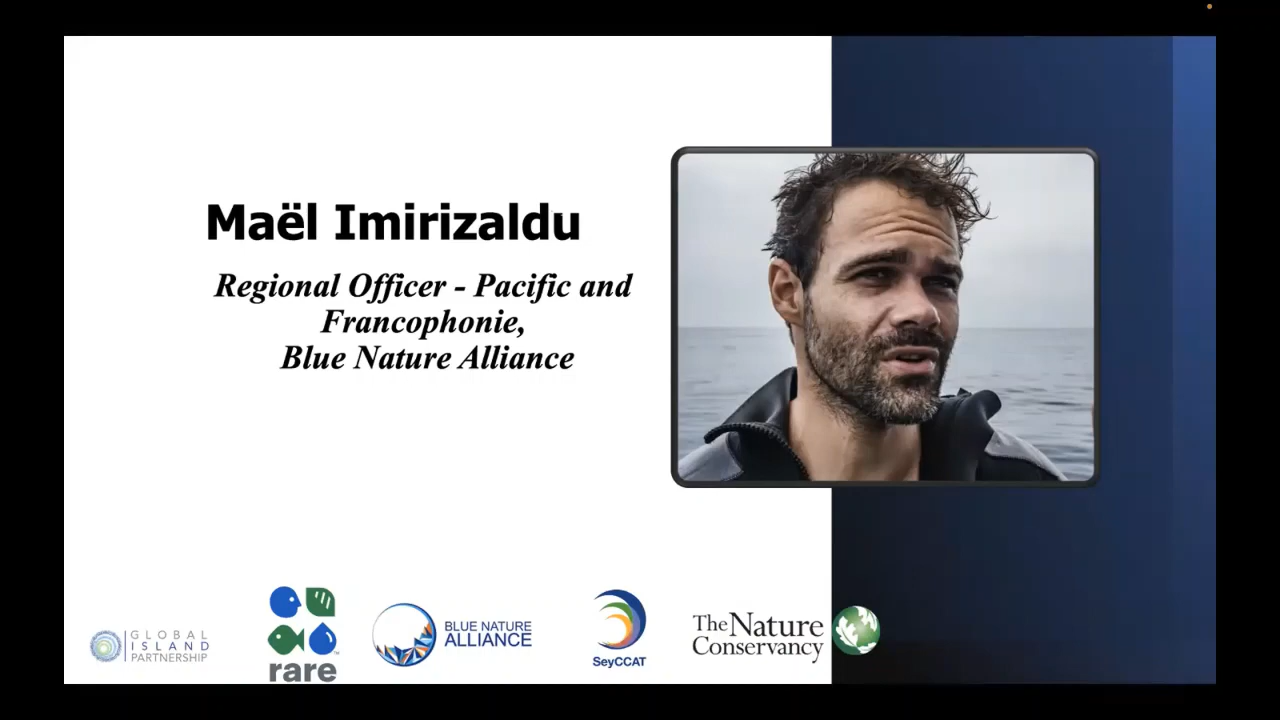 Maël Imirizaldu
Regional Officer - Pacific and
Francophonie,
Blue Nature Alliance
GLOBAL
ISLAND
PARTNERSHIP
rare
BLUE NATURE
ALLIANCE
SeyCCAT
The Nature
Conservancy